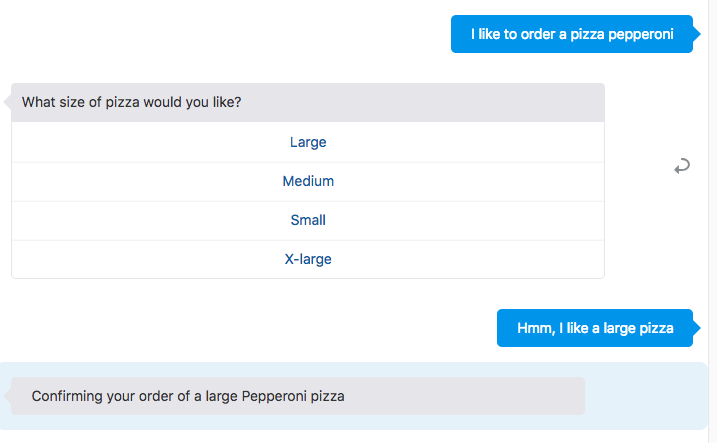 I like to order a pizza pepperoni
What size of pizza would you like?
Large
Medium
Small
X-large
Hmm, I like a large pizza
Confirming your order of a large Pepperoni pizza